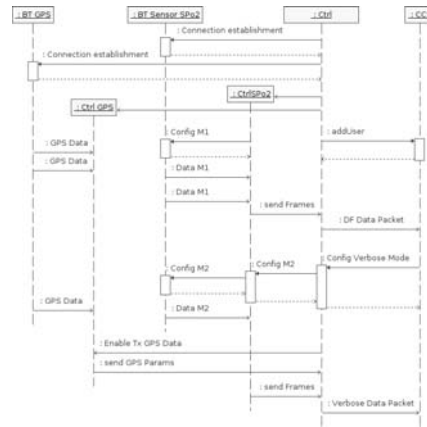 : BT GPS
: BT Sensor SPo2
: Ctrl
: CC
: Connection establishment
: Connection establishment
: CtrlSPo2
: Ctrl GPS
: Config M1
: addUser
: GPS Data
: GPS Data
: Data M1
: Data M1
: send Frames
: DF Data Packet
: Config Verbose Mode
: Config M2
: Config M2
: GPS Data
: Data M2
: Enable Tx GPS Data
: send GPS Params
: send Frames
: Verbose Data Packet